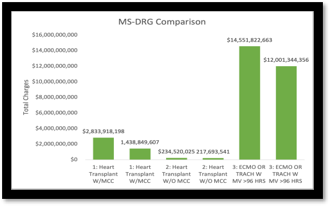 MS-DRG Comparison
$16,000,000,000
$14,000,000,000
$12,000,000,000
$10,000,000,000
$8,000,000,000
$6,000,000,000
$4,000,000,000
$2,000,000,000
$0
Total Charges
$2,833,918,198
1,438,849,607
$234,520,025
217,693,541
$14,551,822,663
$12,001,344,356
1: Heart
Transplant
W/MCC
1: Heart
Transplant
W/MCC
2: Heart
Transplant
W/O MCC
2: Heart
Transplant
W/O MCC
3: ECMO OR
TRACH W
MV >96 HRS
3: ECMO OR
TRACH W
MV >96 HRS